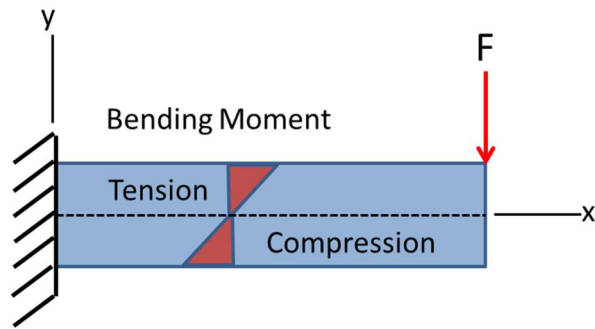 y
F
Bending Moment
Tension
x
Compression